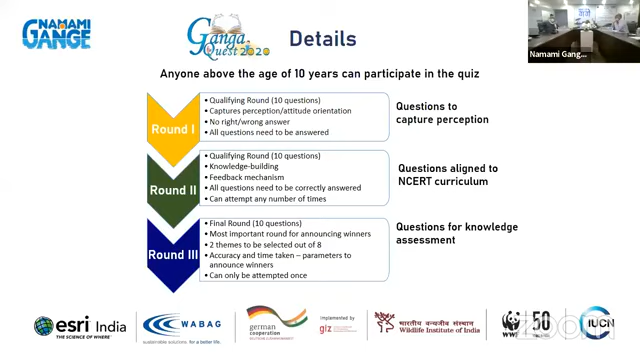 NAMAMI
GANGE
Ganga
Quest 2020
Details
Namami Gang...
Anyone above the age of 10 years can participate in the quiz
Round I
• Qualifying Round (10 questions)
• Captures perception/attitude orientation
• No right/wrong answer
• All questions need to be answered
Questions to
capture perception
Round II
• Qualifying Round (10 questions)
• Knowledge-building
• Feedback mechanism
• All questions need to be correctly answered
• Can attempt any number of times
Questions aligned to
NCERT curriculum
Round III
• Final Round (10 questions)
• Most important round for announcing winners
• 2 themes to be selected out of 8
• Accuracy and time taken – parameters to
announce winners
• Can only be attempted once
Questions for knowledge
assessment
esri India
THE SCIENCE OF WHERE™
WABAG
sustainable solutions. for a better life.
german
cooperation
DEUTSCHE ZUSAMMENARBEIT
Implemented by
giz
भारतीय वन्यजीव संस्थान
Wildlife Institute of India
WWF
50
IUCN
zoom